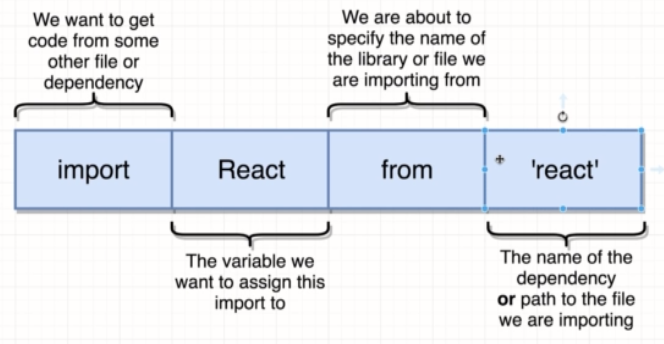 We want to get
code from some
other file or
dependency
We are about to
specify the name of
the library or file we
are importing from
import
React
from
'react'
The variable we
want to assign this
import to
The name of the
dependency
or path to the file
we are importing